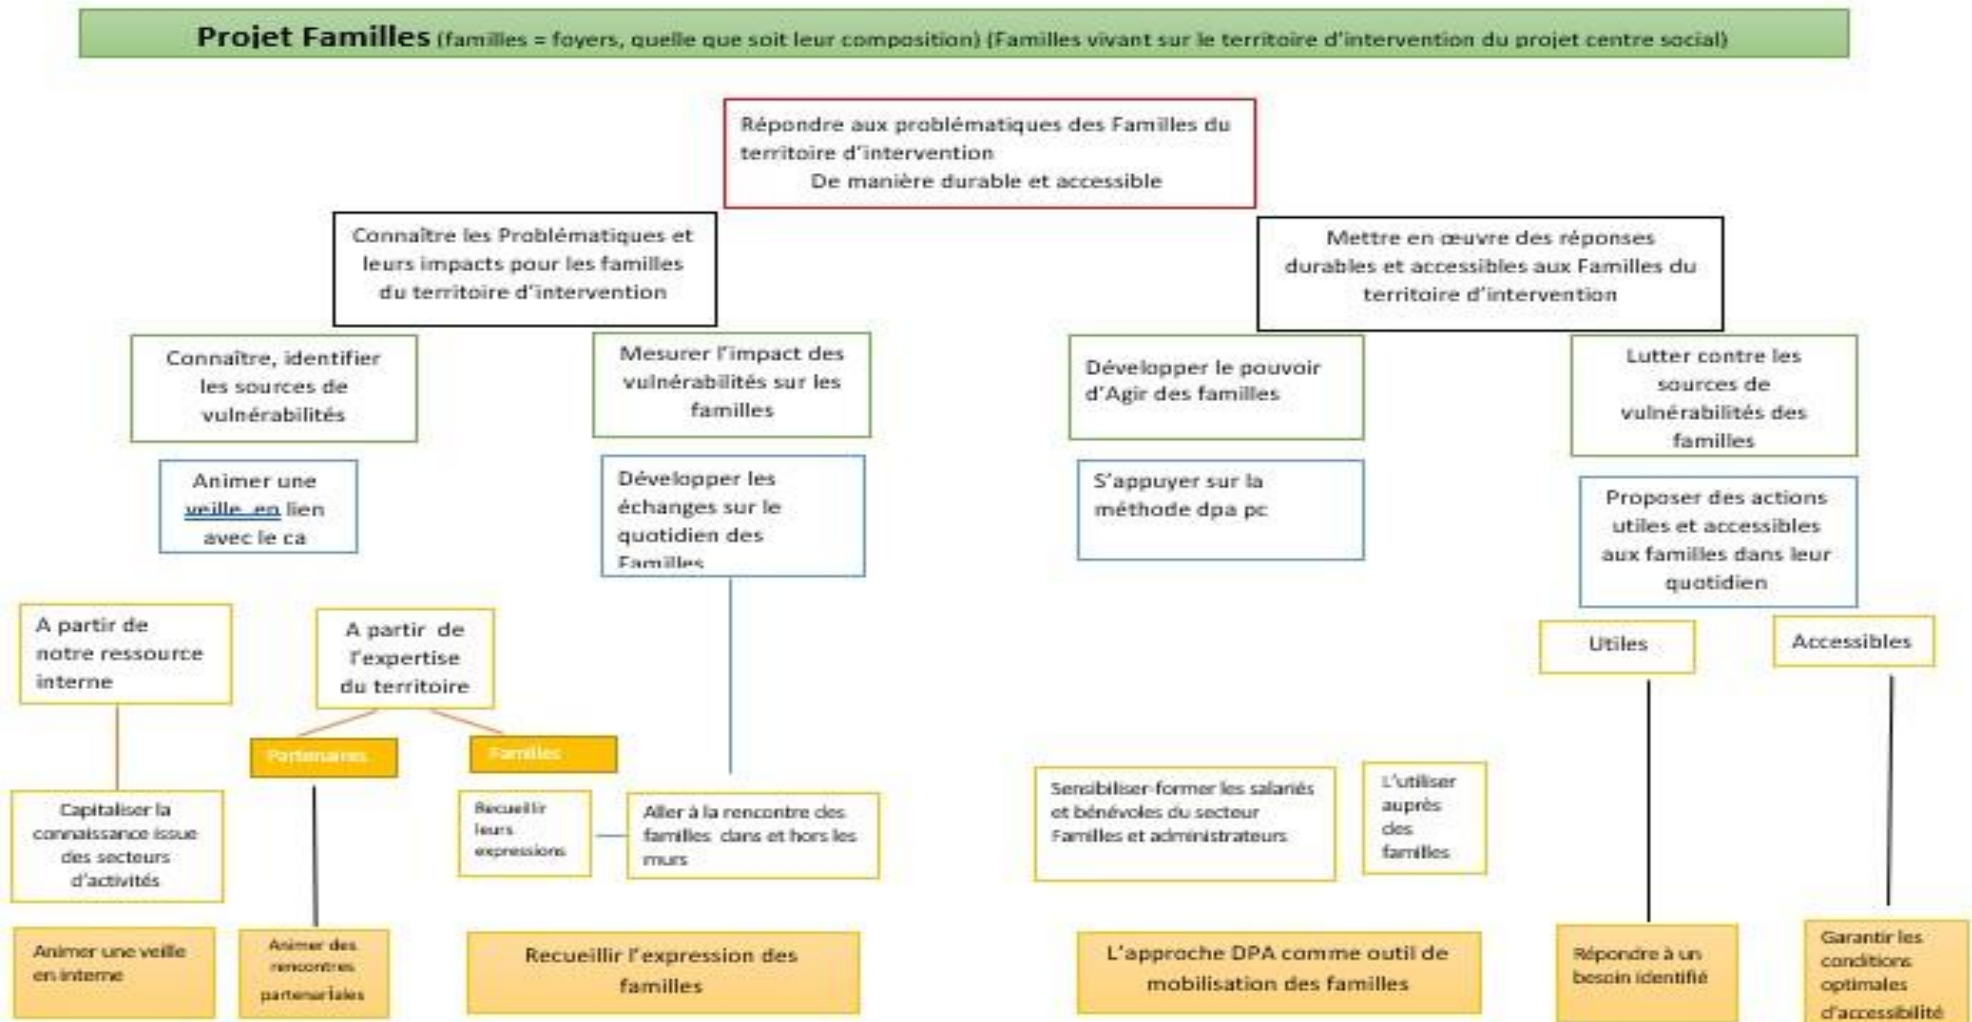 Projet Familles (familles = foyers, quelle que soit leur composition) (Familles vivant sur le territoire d'intervention du projet centre social)
Répondre aux problématiques des Familles du
territoire d'intervention
De manière durable et accessible
Connaître les Problématiques et
leurs impacts pour les familles
du territoire d'intervention
Mettre en œuvre des réponses
durables et accessibles aux Familles du
territoire d'intervention
Connaître, identifier
les sources de
vulnérabilités
Mesurer l'impact des
vulnérabilités sur les
familles
Développer le pouvoir
d'Agir des familles
Lutter contre les
sources de
vulnérabilités des
familles
Animer une
veille en lien
avec le ca
Développer les
échanges sur le
quotidien des
Familles
S'appuyer sur la
méthode dpa pc
Proposer des actions
utiles et accessibles
aux familles dans leur
quotidien
A partir de
notre ressource
interne
A partir de
l'expertise
du territoire
Utiles
Accessibles
Partenaires
Familles
Capitaliser la
connaissance issue
des secteurs
d'activités
Recueillir
leurs
expressions
Aller à la rencontre des
familles dans et hors les
murs
Sensibiliser-former les salariés
et bénévoles du secteur
Familles et administrateurs
L'utiliser
auprès
des
familles
Animer une veille
en interne
Animer des
rencontres
partenariales
Recueillir l'expression des
familles
L'approche DPA comme outil de
mobilisation des familles
Répondre à un
besoin identifié
Garantir les
conditions
optimales
d'accessibilité